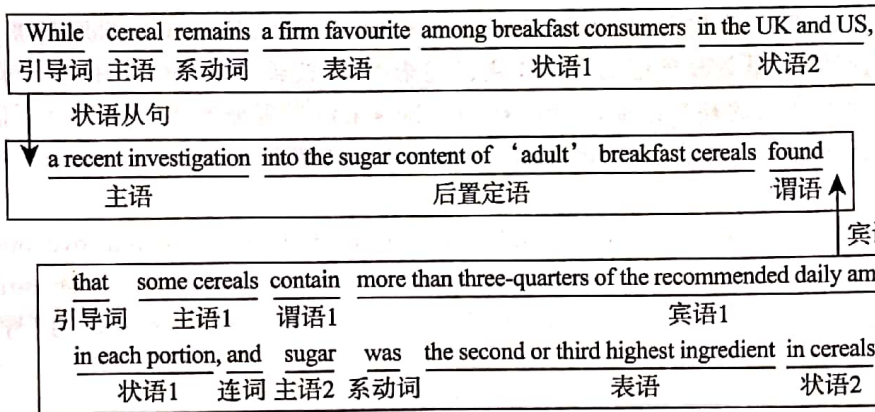 While cereal remains a firm favourite among breakfast consumers in the UK and US,
引导词 主语 系动词 表语 状语1 状语2
状语从句
a recent investigation into the sugar content of ‘adult’ breakfast cereals found
主语 后置定语 谓语
宾
that some cereals contain more than three-quarters of the recommended daily am
引导词 主语1 谓语1 宾语1
in each portion, and sugar was the second or third highest ingredient in cereals
状语1 连词 主语2 系动词 表语 状语2